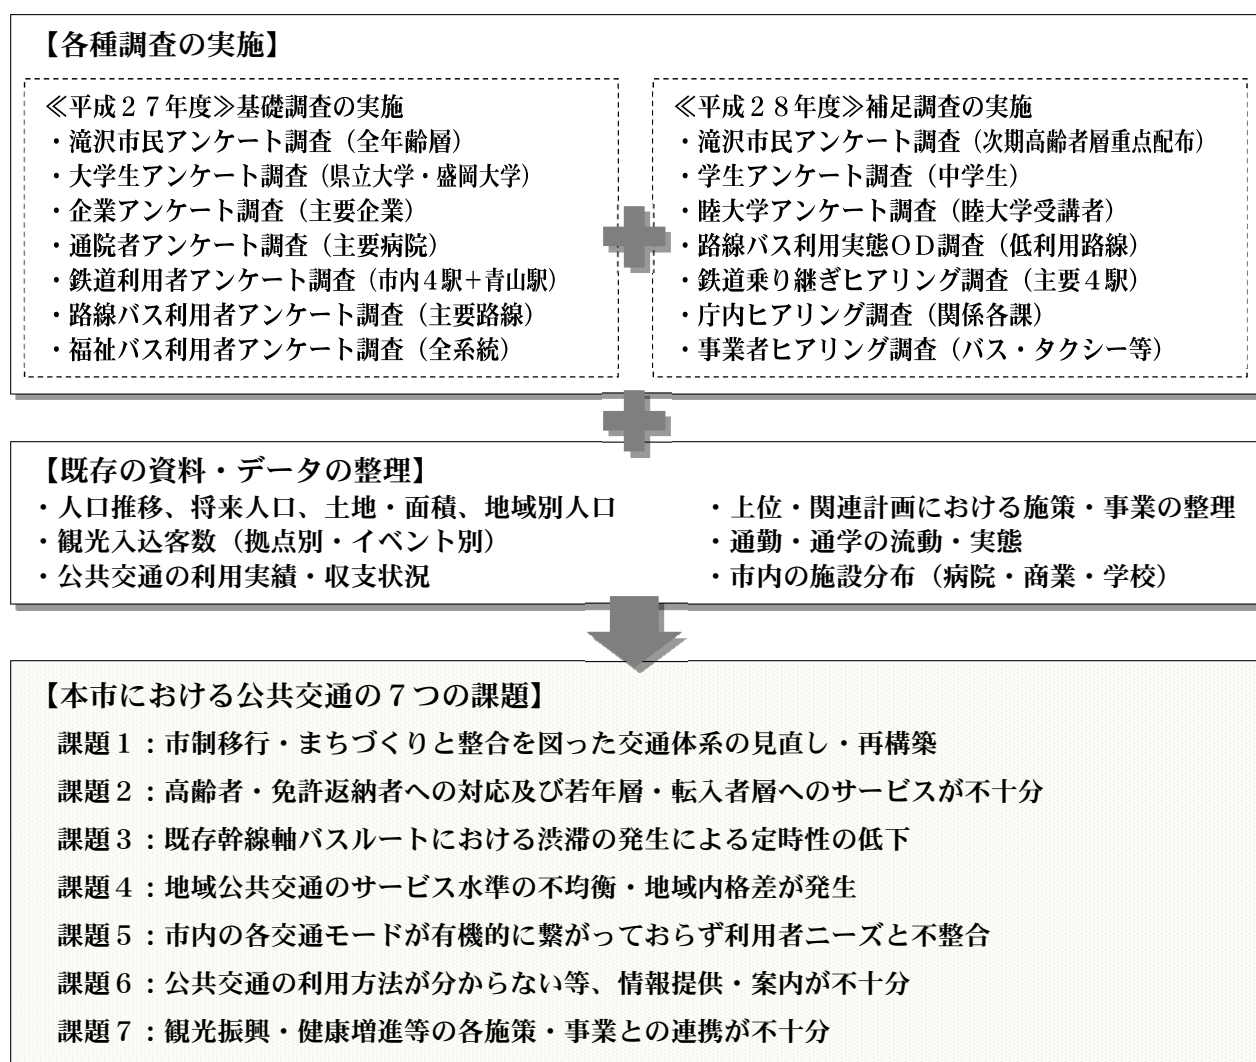 【各種調査の実施】
≪平成２７年度≫基礎調査の実施
・滝沢市民アンケート調査（全年齢層）
・大学生アンケート調査（県立大学・盛岡大学）
・企業アンケート調査（主要企業）
・通院者アンケート調査（主要病院）
・鉄道利用者アンケート調査（市内４駅＋青山駅）
・路線バス利用者アンケート調査（主要路線）
・福祉バス利用者アンケート調査（全系統）
≪平成２８年度≫補足調査の実施
・滝沢市民アンケート調査（次期高齢者層重点配布）
・学生アンケート調査（中学生）
・睦大学アンケート調査（睦大学受講者）
・路線バス利用実態ＯＤ調査（低利用路線）
・鉄道乗り継ぎヒアリング調査（主要４駅）
・庁内ヒアリング調査（関係各課）
・事業者ヒアリング調査（バス・タクシー等）
【既存の資料・データの整理】
・人口推移、将来人口、土地・面積、地域別人口
・観光入込客数（拠点別・イベント別）
・公共交通の利用実績・収支状況
・上位・関連計画における施策・事業の整理
・通勤・通学の流動・実態
・市内の施設分布（病院・商業・学校）
【本市における公共交通の７つの課題】
課題１：市制移行・まちづくりと整合を図った交通体系の見直し・再構築
課題２：高齢者・免許返納者への対応及び若年層・転入者層へのサービスが不十分
課題３：既存幹線軸バスルートにおける渋滞の発生による定時性の低下
課題４：地域公共交通のサービス水準の不均衡・地域内格差が発生
課題５：市内の各交通モードが有機的に繋がっておらず利用者ニーズと不整合
課題６：公共交通の利用方法が分からない等、情報提供・案内が不十分
課題７：観光振興・健康増進等の各施策・事業との連携が不十分